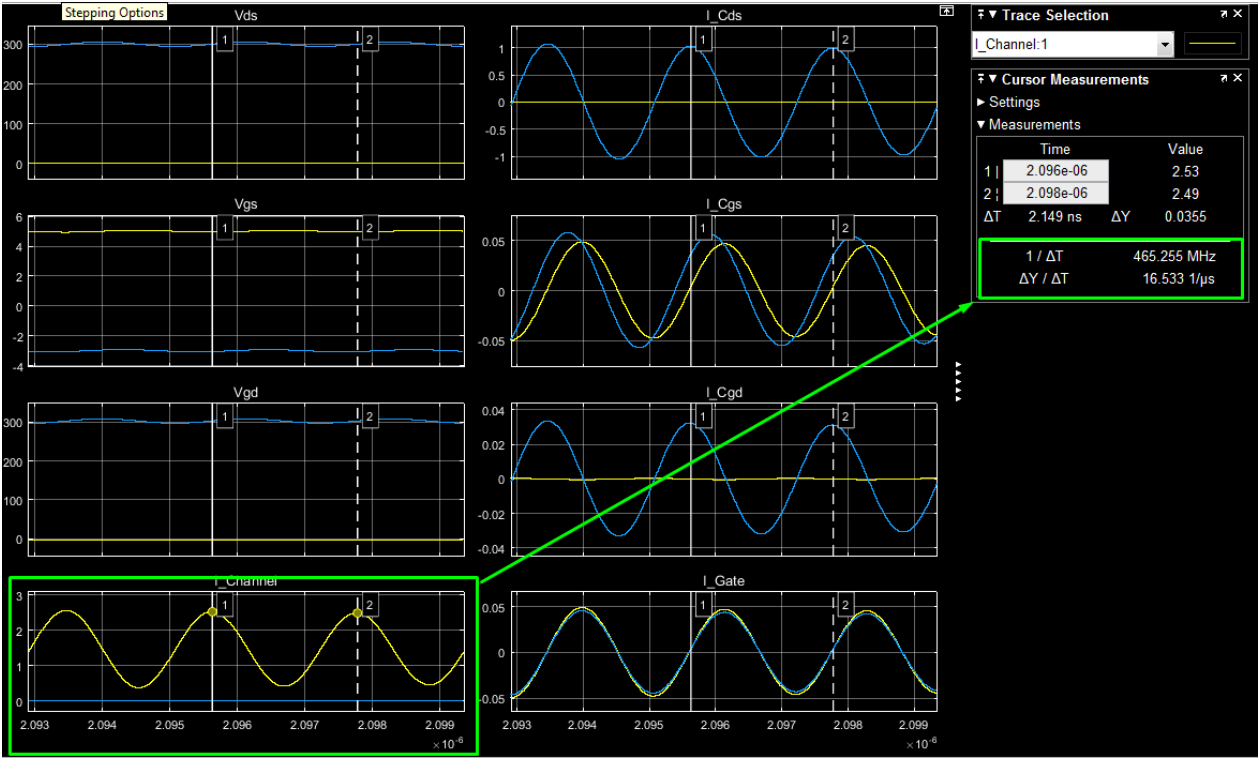 Stepping Options
Vds
300
200
100
0
1
2
I_Cds
1
0.5
0
-0.5
-1
1
2
Vgs
6
4
2
0
-2
-4
1
2
I_Cgs
0.05
0
-0.05
1
2
Vgd
300
200
100
0
1
2
I_Cgd
0.04
0.02
0
-0.02
-0.04
1
2
I_Channel
3
2
1
0
1
2
2.093 2.094 2.095 2.096 2.097 2.098 2.099
×10-6
I_Gate
0.05
0
-0.05
1
2
2.093 2.094 2.095 2.096 2.097 2.098 2.099
×10-6
Trace Selection
I_Channel:1
Cursor Measurements
Settings
Measurements
Time Value
1 | 2.096e-06 2.53
2 ¦ 2.098e-06 2.49
ΔT 2.149 ns ΔY 0.0355
1 / ΔT 465.255 MHz
ΔY / ΔT 16.533 1/µs